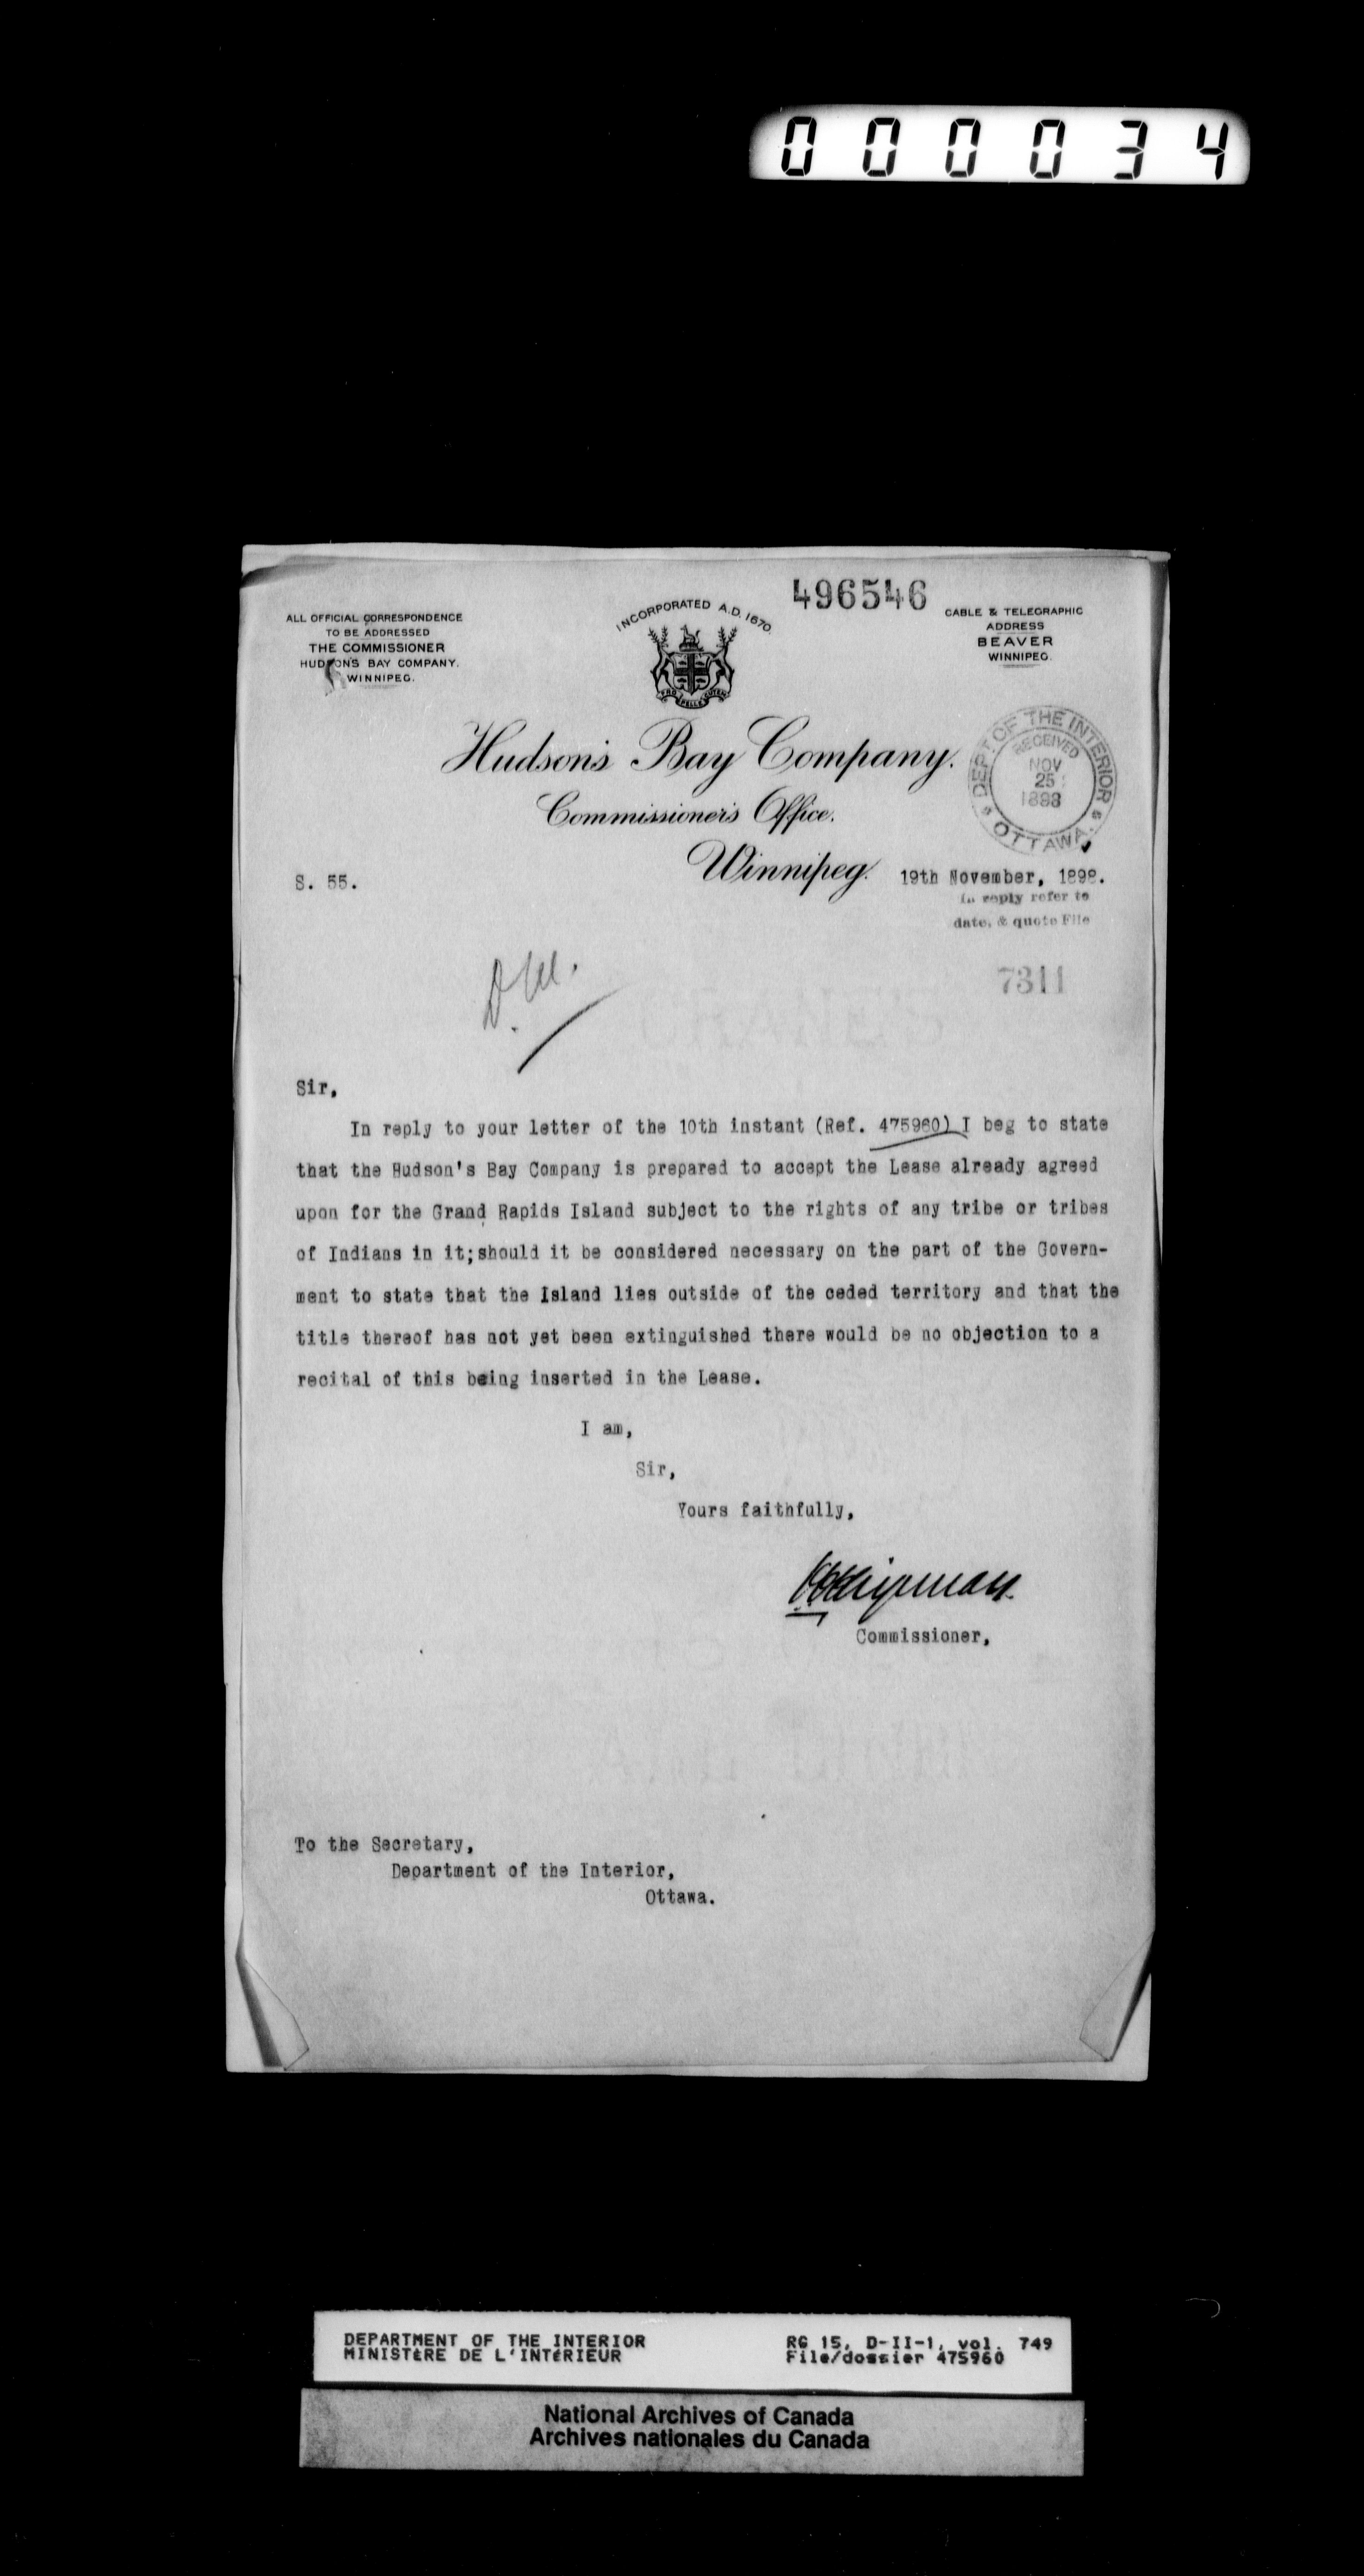 000034
496546
ALL OFFICIAL CORRESPONDENCE
TO BE ADDRESSED
THE COMMISSIONER
HUDSON'S BAY COMPANY.
WINNIPEG.
INCORPORATED A.D. 1670.
PRO PELLE CUTEM
CABLE & TELEGRAPHIC
ADDRESS
BEAVER
WINNIPEG.
Hudson's Bay Company.
Commissioner's Office.
DEPT. OF THE INTERIOR
RECEIVED
NOV
25
1898
OTTAWA
S. 55.
Winnipeg. 19th November, 1898.
In reply refer to
date, & quote File
7311
Sir,
In reply to your letter of the 10th instant (Ref. 475960) I beg to state
that the Hudson's Bay Company is prepared to accept the Lease already agreed
upon for the Grand Rapids Island subject to the rights of any tribe or tribes
of Indians in it;should it be considered necessary on the part of the Govern-
ment to state that the Island lies outside of the ceded territory and that the
title thereof has not yet been extinguished there would be no objection to a
recital of this being inserted in the Lease.
I am,
Sir,
Yours faithfully,
Commissioner,
To the Secretary,
Department of the Interior,
Ottawa.
DEPARTMENT OF THE INTERIOR
MINISTÈRE DE L'INTÉRIEUR
RG 15, D-II-1, vol. 749
File/dossier 475960
National Archives of Canada
Archives nationales du Canada